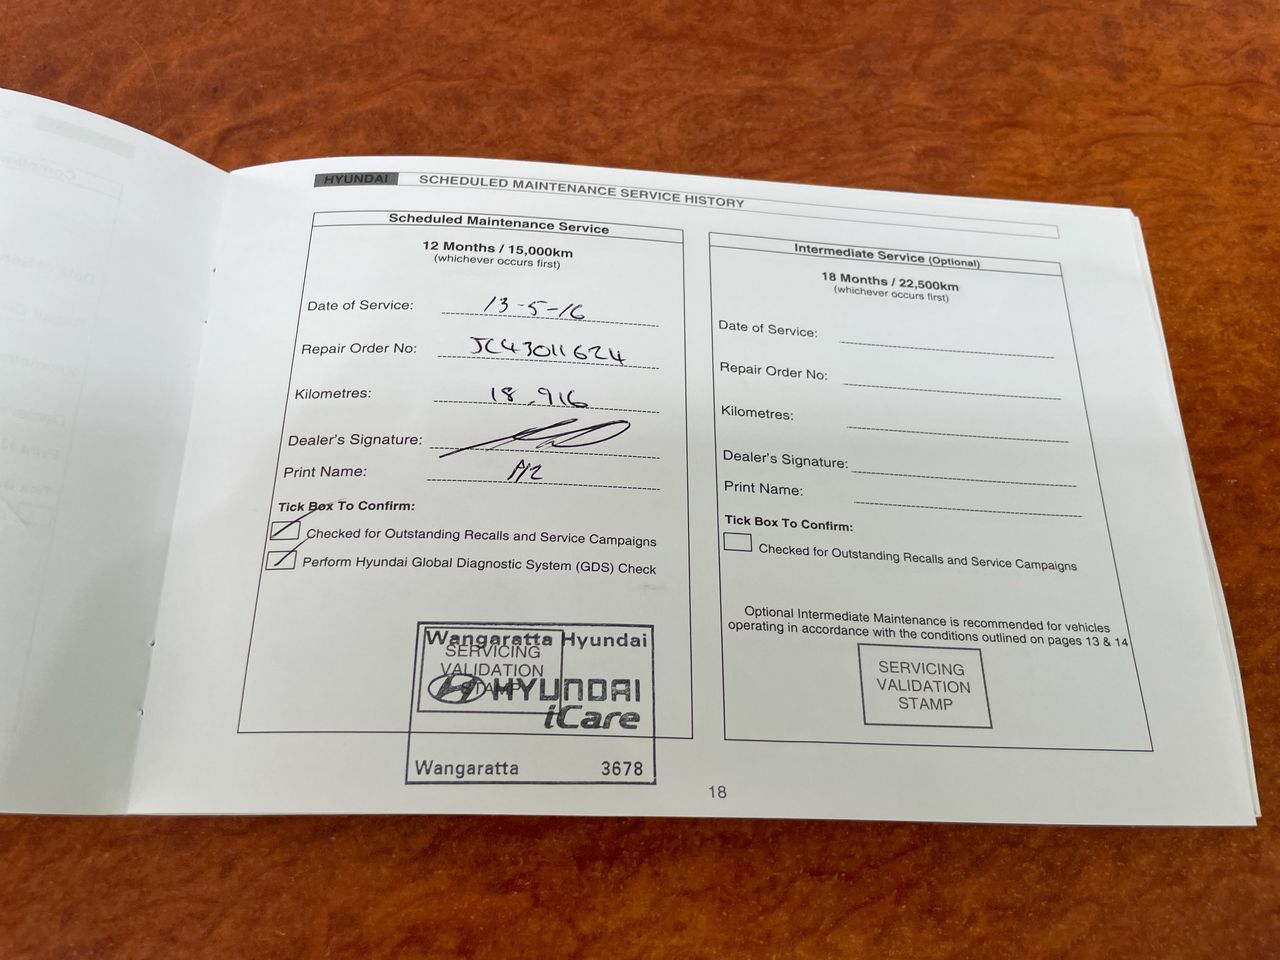 HYUNDAI SCHEDULED MAINTENANCE SERVICE HISTORY
Scheduled Maintenance Service
12 Months / 15,000km
(whichever occurs first)
Date of Service: 13-5-16
Repair Order No: JC43011624
Kilometres: 18,916
Dealer's Signature:
Print Name:
Tick Box To Confirm:
Checked for Outstanding Recalls and Service Campaigns
Perform Hyundai Global Diagnostic System (GDS) Check
Wangaratta Hyundai
SERVICING
VALIDATION
STAMP
HYUNDAI
iCare
Wangaratta 3678
Intermediate Service (Optional)
18 Months / 22,500km
(whichever occurs first)
Date of Service:
Repair Order No:
Kilometres:
Dealer's Signature:
Print Name:
Tick Box To Confirm:
Checked for Outstanding Recalls and Service Campaigns
Optional Intermediate Maintenance is recommended for vehicles
operating in accordance with the conditions outlined on pages 13 & 14
SERVICING
VALIDATION
STAMP
18